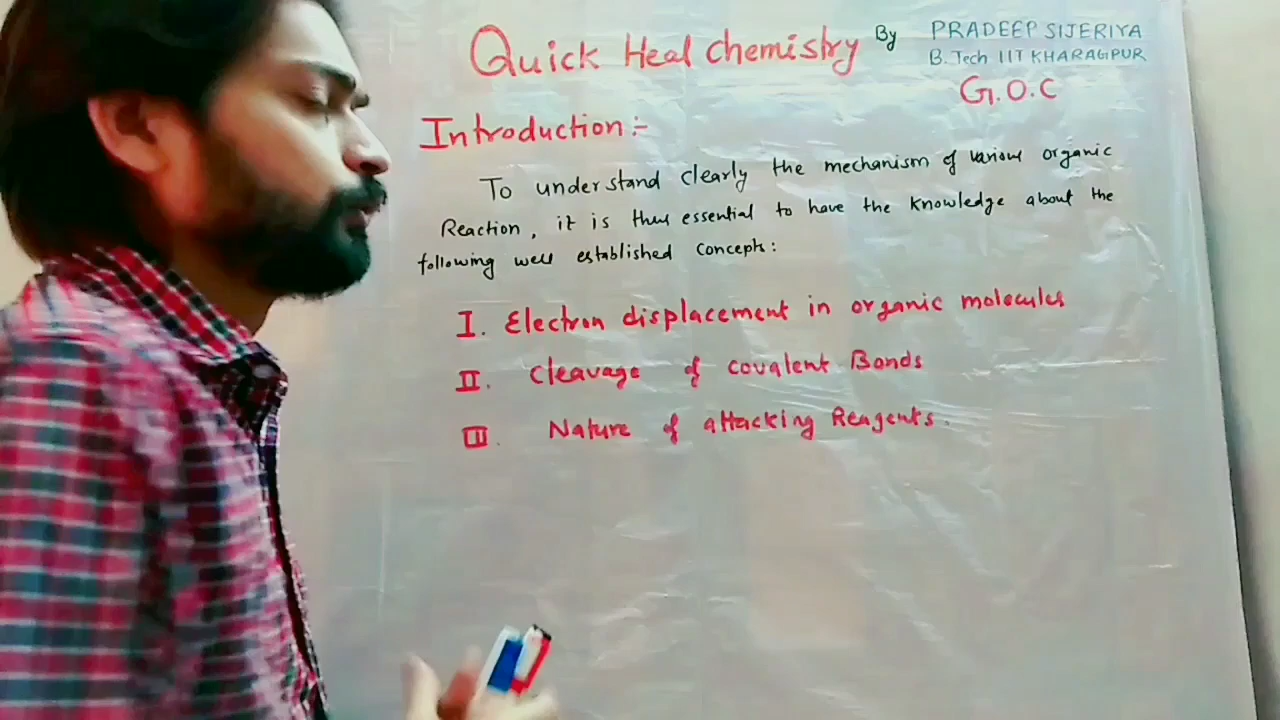 Quick Heal chemistry By PRADEEP SIJERIYA
B.Tech IIT KHARAGPUR
G.O.C
Introduction:-
To understand clearly the mechanism of various organic
Reaction, it is thus essential to have the knowledge about the
following well established concepts:
I. Electron displacement in organic molecules
II. Cleavage of covalent Bonds
III. Nature of attacking Reagents.